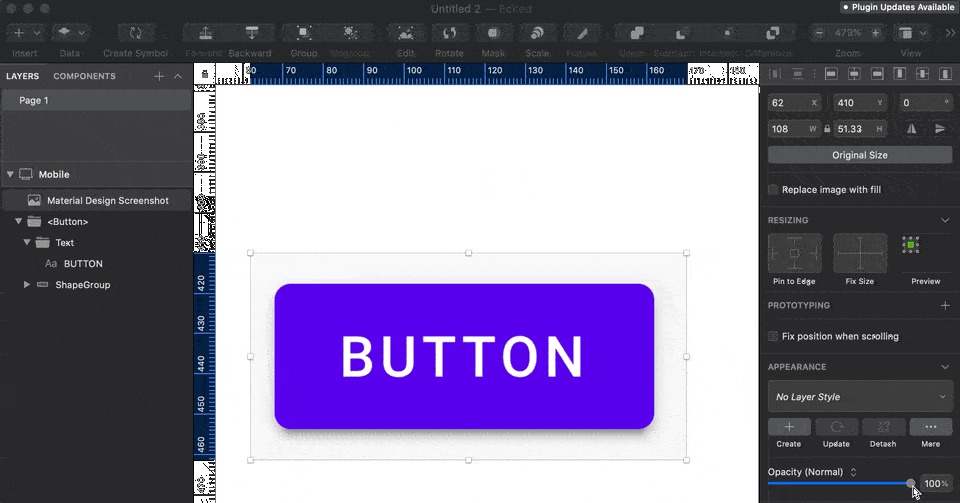 Untitled 2 — Edited
Plugin Updates Available
Insert Data Create Symbol Forward Backward Group Edit Rotate Mask Scale Flatten Union Subtract Intersect Difference 479% Zoom View
LAYERS COMPONENTS
Page 1
Mobile
Material Design Screenshot
<Button>
Text
Aa BUTTON
ShapeGroup
70 80 90 100 110 120 130 140 150 160
420
430
440
450
460
BUTTON
62 X 410 Y 0 °
108 W 51.33 H
Original Size
Replace image with fill
RESIZING
Pin to Edge Fix Size Preview
PROTOTYPING
Fix position when scrolling
APPEARANCE
No Layer Style
Create Update Detach More
Opacity (Normal)
100%